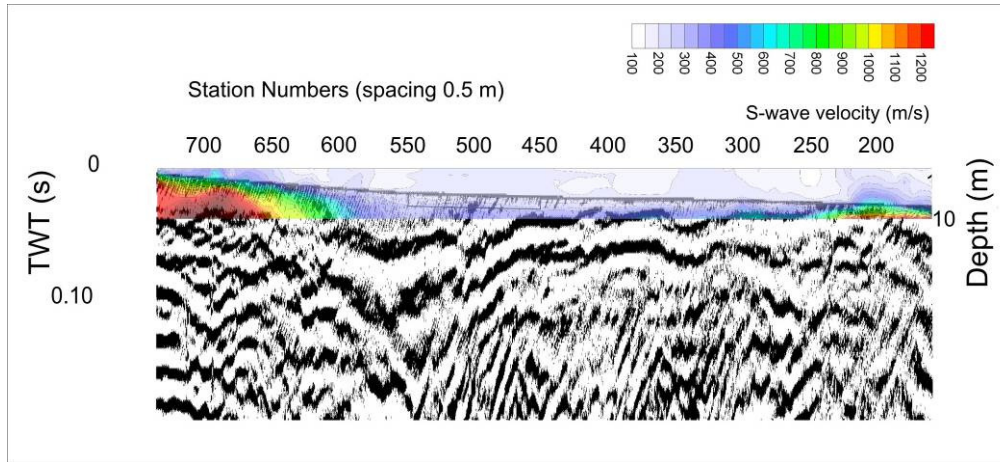 100 200 300 400 500 600 700 800 900 1000 1100 1200
Station Numbers (spacing 0.5 m)
S-wave velocity (m/s)
700 650 600 550 500 450 400 350 300 250 200
0
10
0.10
TWT (s)
Depth (m)